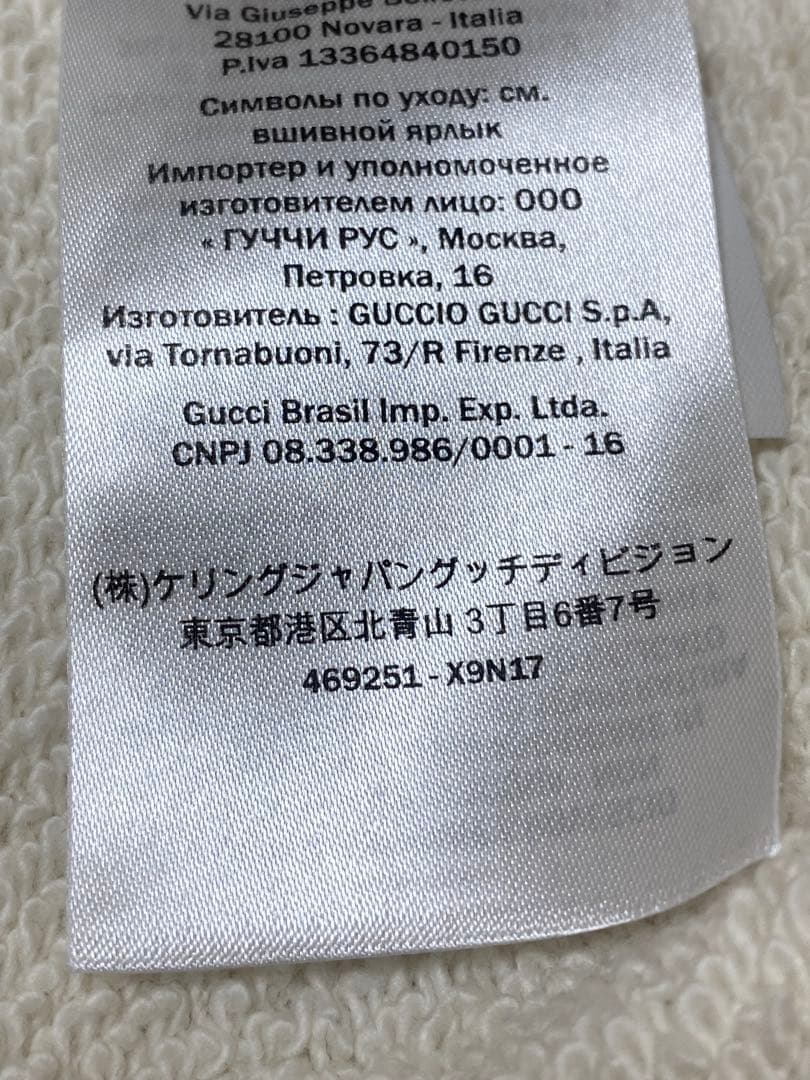 Via Giuseppe
28100 Novara - Italia
P.Iva 13364840150
Символы по уходу: см.
вшивной ярлык
Импортер и уполномоченное
изготовителем лицо: ООО
« ГУЧЧИ РУС », Москва,
Петровка, 16
Изготовитель : GUCCIO GUCCI S.p.A,
via Tornabuoni, 73/R Firenze , Italia
Gucci Brasil Imp. Exp. Ltda.
CNPJ 08.338.986/0001 - 16
(株)ケリングジャパングッチディビジョン
東京都港区北青山 3丁目6番7号
469251 - X9N17